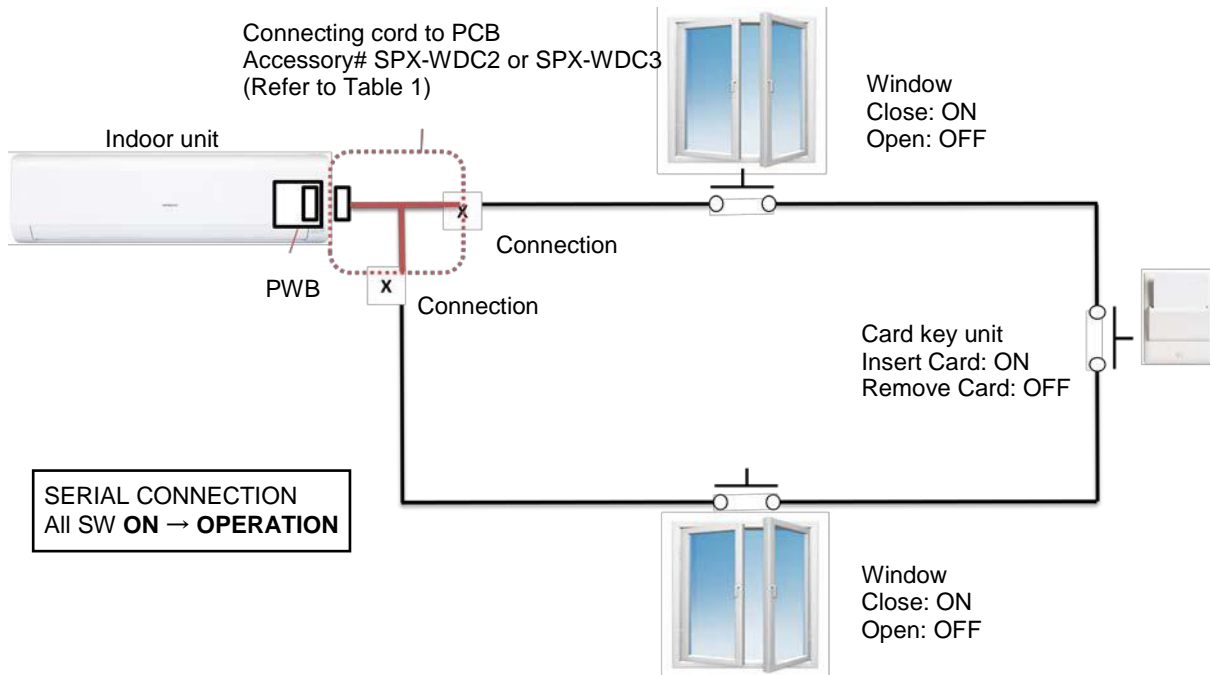 Connecting cord to PCB
Accessory# SPX-WDC2 or SPX-WDC3
(Refer to Table 1)
Window
Close: ON
Open: OFF
Indoor unit
X
Connection
PWB
X
Connection
Card key unit
Insert Card: ON
Remove Card: OFF
SERIAL CONNECTION
All SW ON → OPERATION
Window
Close: ON
Open: OFF